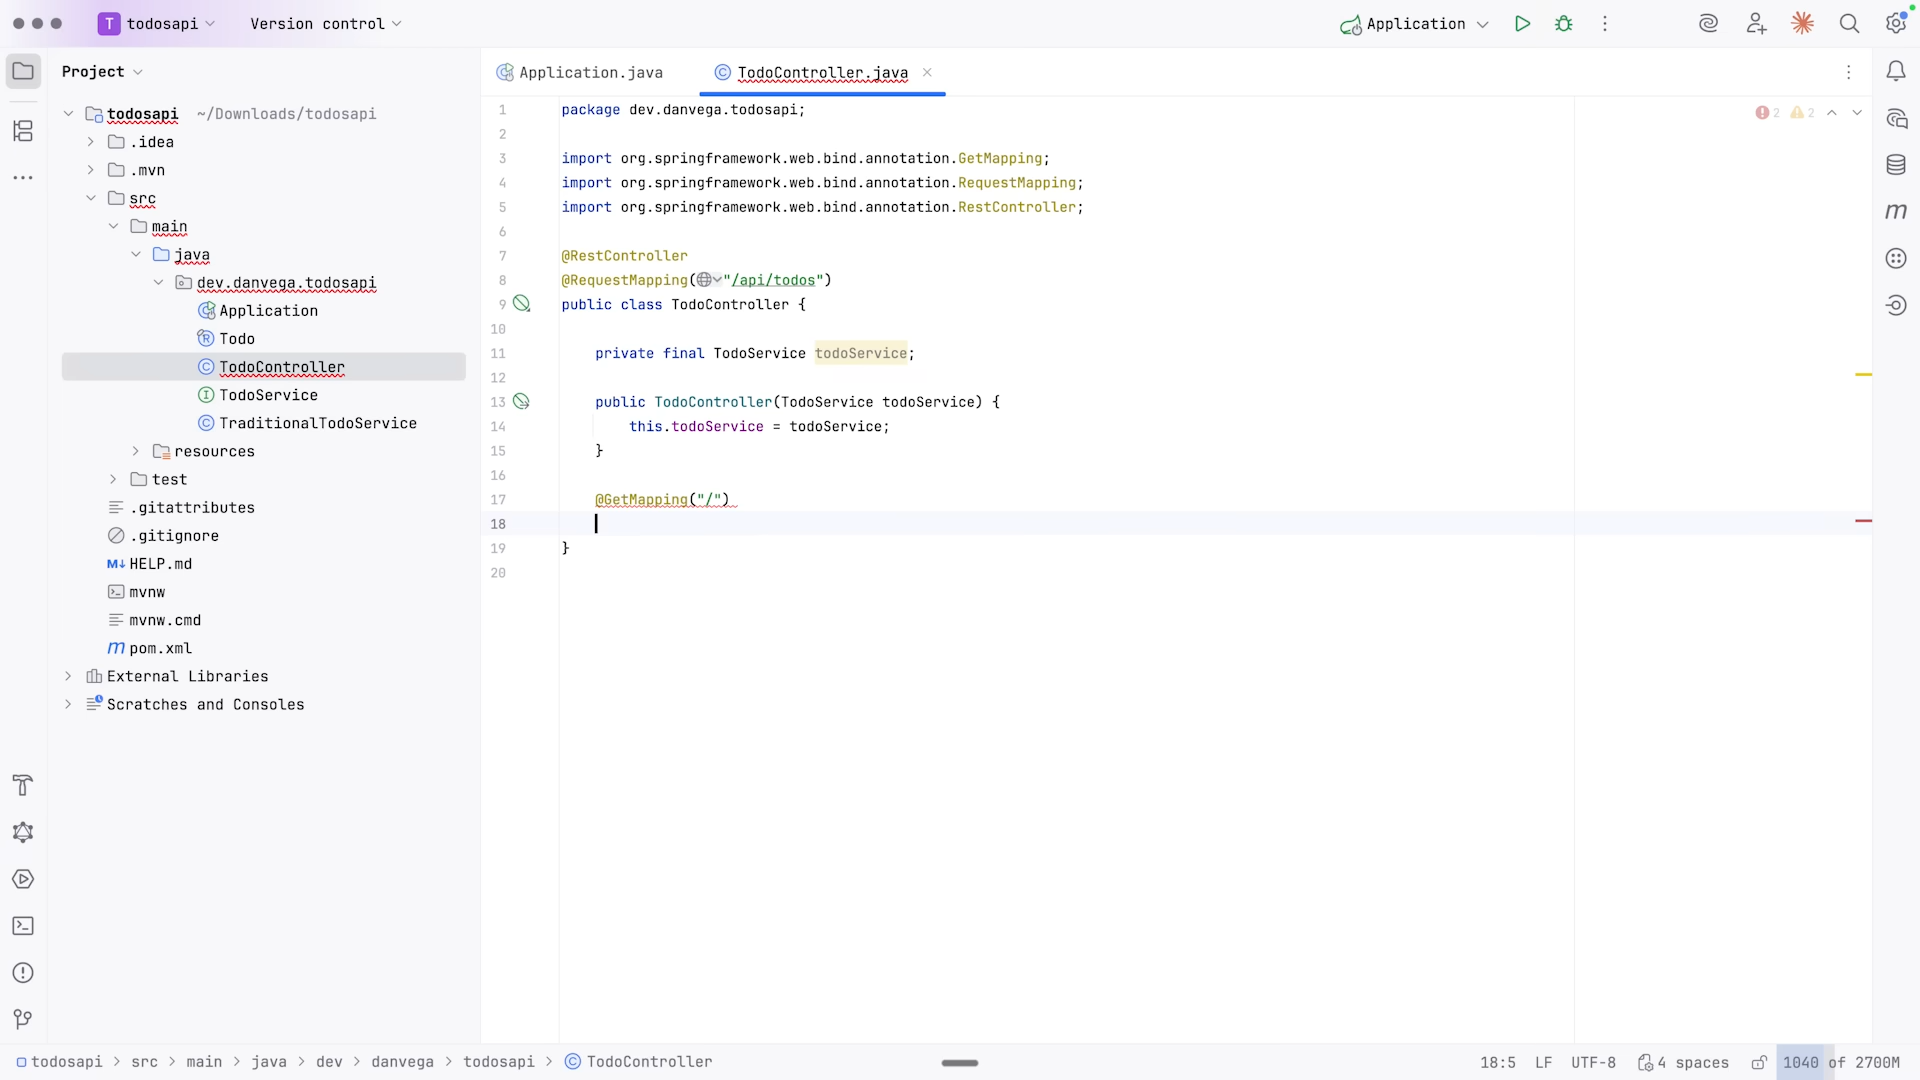 T todosapi Version control Application
Project
Application.java TodoController.java
todosapi ~/Downloads/todosapi
.idea
.mvn
src
main
java
dev.danvega.todosapi
Application
Todo
TodoController
TodoService
TraditionalTodoService
resources
test
.gitattributes
.gitignore
M↓ HELP.md
mvnw
mvnw.cmd
m pom.xml
External Libraries
Scratches and Consoles
2 2
1 package dev.danvega.todosapi;
2
3 import org.springframework.web.bind.annotation.GetMapping;
4 import org.springframework.web.bind.annotation.RequestMapping;
5 import org.springframework.web.bind.annotation.RestController;
6
7 @RestController
8 @RequestMapping("/api/todos")
9 public class TodoController {
10
11 private final TodoService todoService;
12
13 public TodoController(TodoService todoService) {
14 this.todoService = todoService;
15 }
16
17 @GetMapping("/")
18
19 }
20
m
todosapi > src > main > java > dev > danvega > todosapi > TodoController 18:5 LF UTF-8 4 spaces 1040 of 2700M